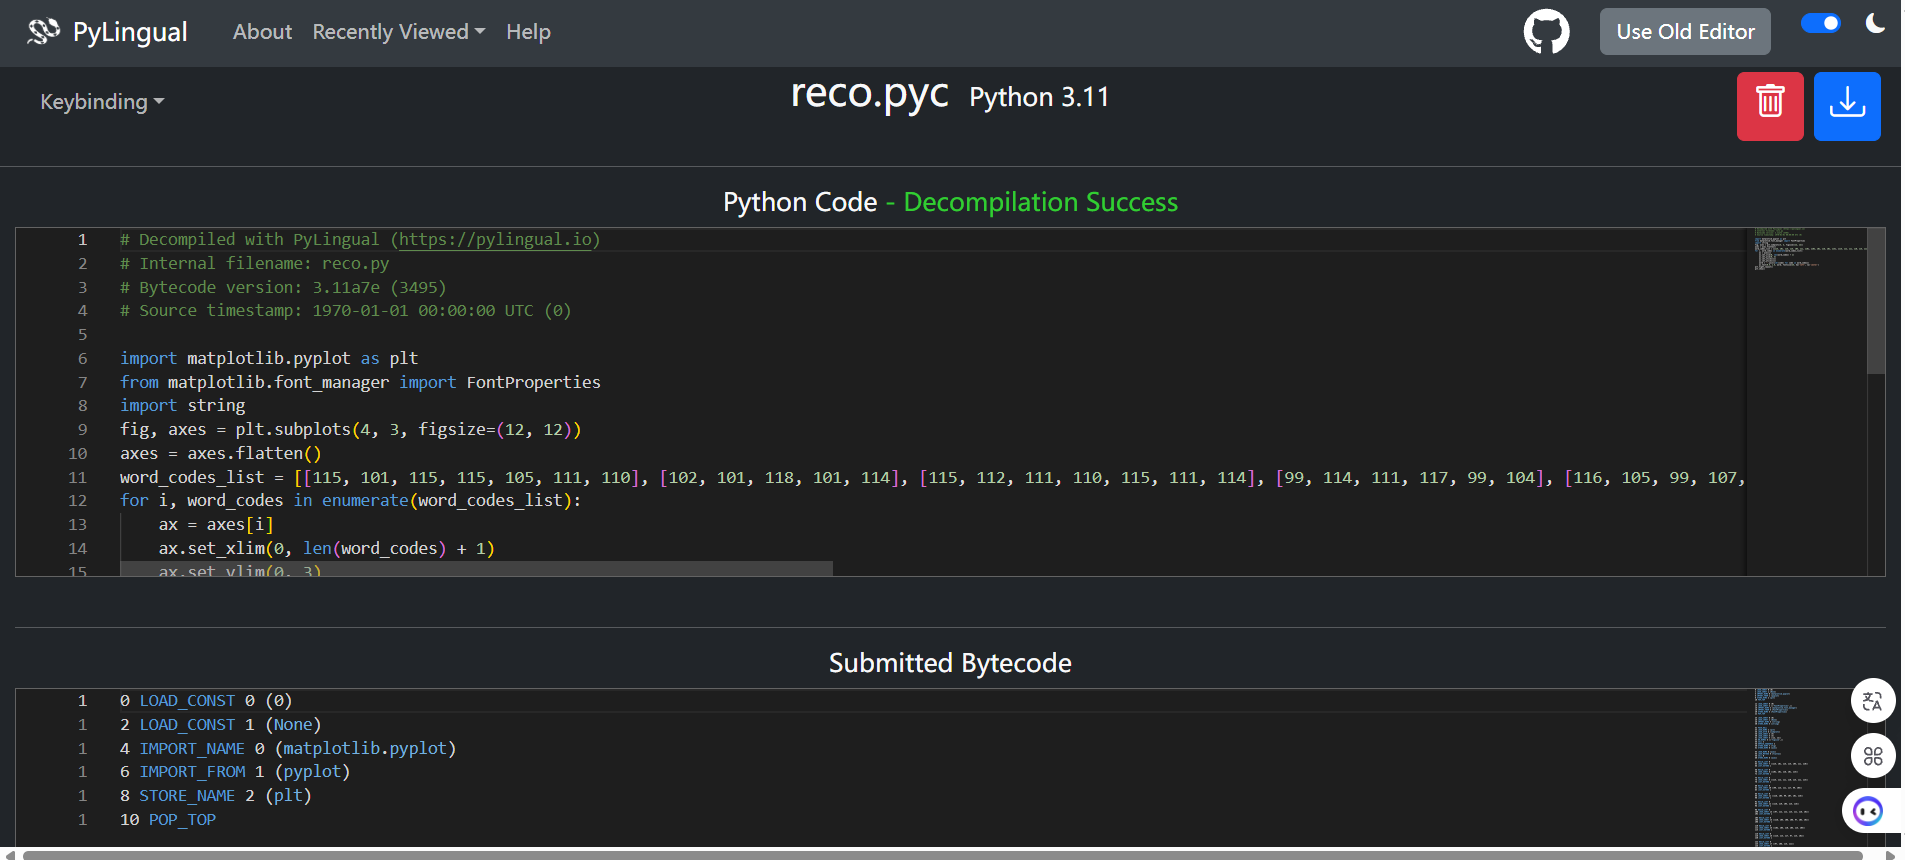 PyLingual About Recently Viewed Help Use Old Editor
Keybinding reco.pyc Python 3.11
Python Code - Decompilation Success
1 # Decompiled with PyLingual (https://pylingual.io)
2 # Internal filename: reco.py
3 # Bytecode version: 3.11a7e (3495)
4 # Source timestamp: 1970-01-01 00:00:00 UTC (0)
5
6 import matplotlib.pyplot as plt
7 from matplotlib.font_manager import FontProperties
8 import string
9 fig, axes = plt.subplots(4, 3, figsize=(12, 12))
10 axes = axes.flatten()
11 word_codes_list = [[115, 101, 115, 115, 105, 111, 110], [102, 101, 118, 101, 114], [115, 112, 111, 110, 115, 111, 114], [99, 114, 111, 117, 99, 104], [116, 105, 99, 107,
12 for i, word_codes in enumerate(word_codes_list):
13 ax = axes[i]
14 ax.set_xlim(0, len(word_codes) + 1)
15 ax.set_ylim(0, 3)
Submitted Bytecode
1 0 LOAD_CONST 0 (0)
1 2 LOAD_CONST 1 (None)
1 4 IMPORT_NAME 0 (matplotlib.pyplot)
1 6 IMPORT_FROM 1 (pyplot)
1 8 STORE_NAME 2 (plt)
1 10 POP_TOP